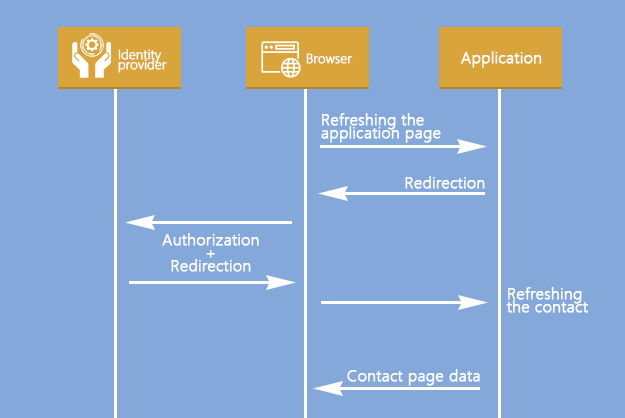 Identity
provider
Browser
Application
Refreshing the
application page
Redirection
Authorization
+
Redirection
Refreshing
the contact
Contact page data